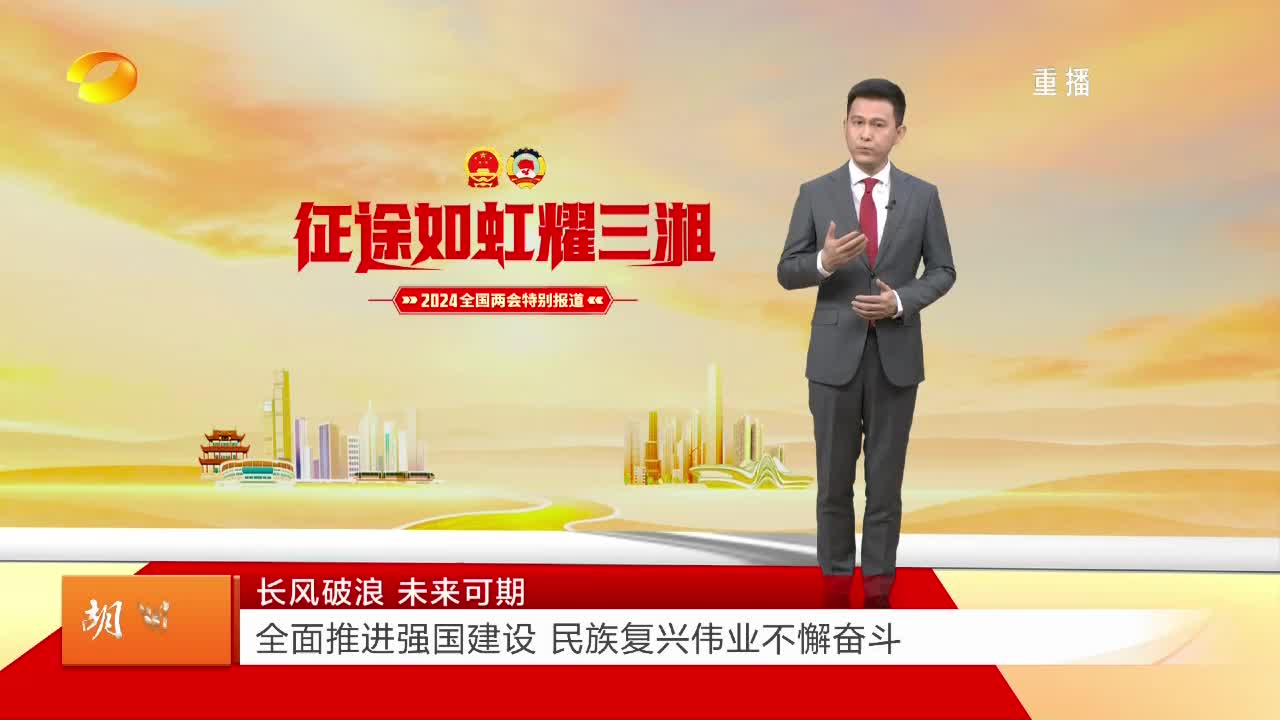 重播
征途如虹耀三湘
2024全国两会特别报道
长风破浪 未来可期
全面推进强国建设 民族复兴伟业不懈奋斗
胡